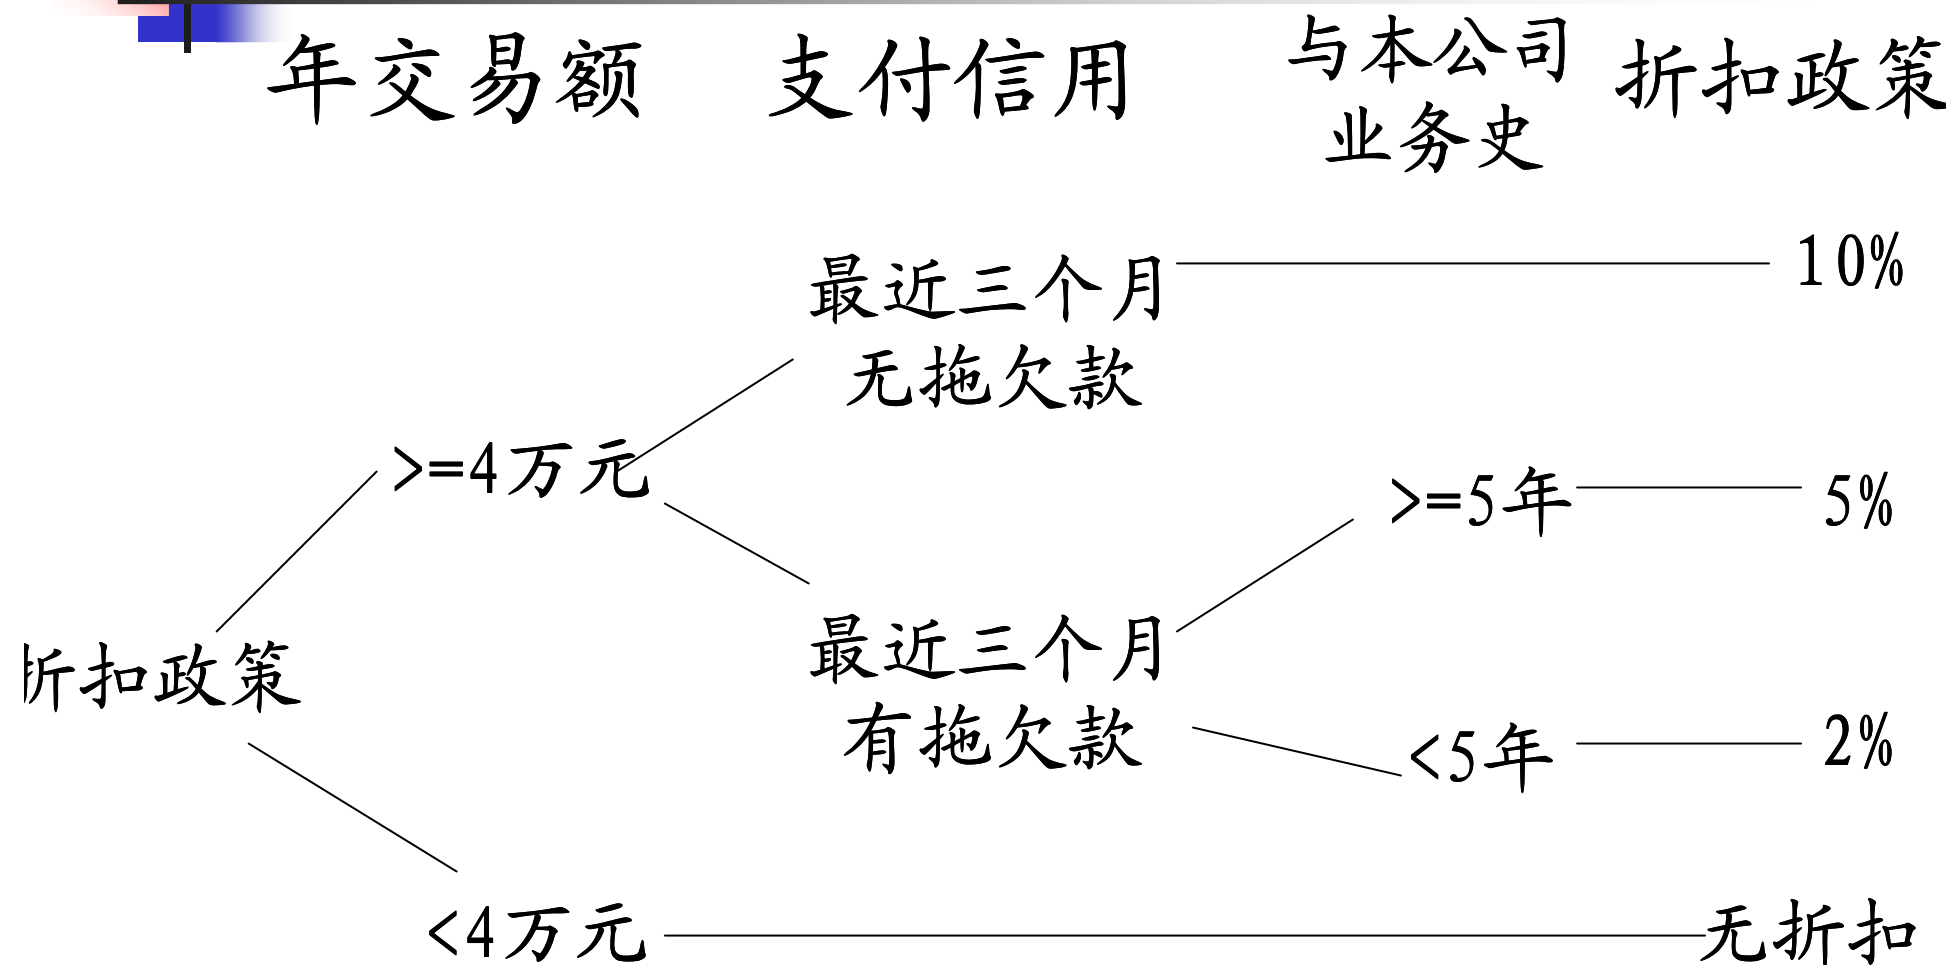 年交易额 支付信用 与本公司 折扣政策
业务史
10%
最近三个月
无拖欠款
>=4万元
>=5年 5%
最近三个月
折扣政策
有拖欠款
<5年 2%
<4万元 无折扣